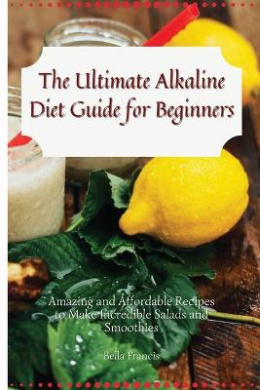 The Ultimate Alkaline
Diet Guide for Beginners
Amazing and Affordable Recipes
to Make Incredible Salads and
Smoothies
Bella Francis